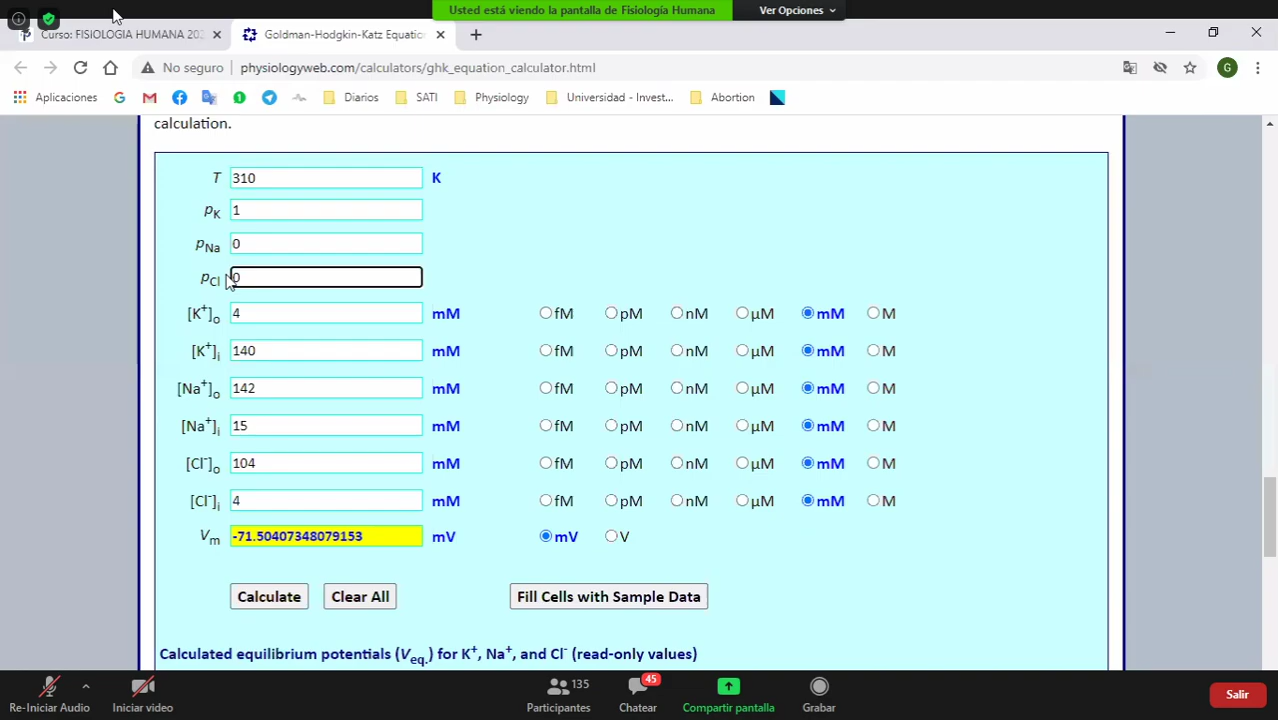 Usted está viendo la pantalla de Fisiología Humana
Ver Opciones
Curso: FISIOLOGIA HUMANA 202
Goldman-Hodgkin-Katz Equatio
No seguro
physiologyweb.com/calculators/ghk_equation_calculator.html
G
Aplicaciones
Diarios
SATI
Physiology
Universidad - Invest...
Abortion
calculation.
T 310 K
pK 1
pNa 0
pCl 0
[K+]o 4 mM fM pM nM µM mM M
[K+]i 140 mM fM pM nM µM mM M
[Na+]o 142 mM fM pM nM µM mM M
[Na+]i 15 mM fM pM nM µM mM M
[Cl-]o 104 mM fM pM nM µM mM M
[Cl-]i 4 mM fM pM nM µM mM M
Vm -71.50407348079153 mV mV V
Calculate Clear All Fill Cells with Sample Data
Calculated equilibrium potentials (Veq.) for K+, Na+, and Cl- (read-only values)
135
45
Re-Iniciar Audio
Iniciar video
Participantes
Chatear
Compartir pantalla
Grabar
Salir